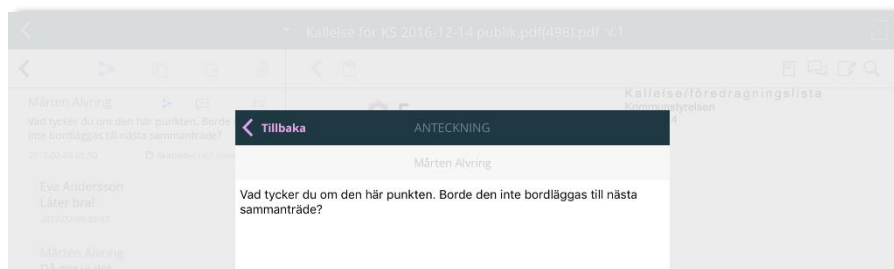 Kallelse för KS 2016-12-14 publik.pdf(498).pdf v.1
Mårten Alvring
Vad tycker du om den här punkten. Borde
inte bordläggas till nästa sammanträde?
Kallelse/föredragningslista
Kommunstyrelsen
Tillbaka
ANTECKNING
Mårten Alvring
Vad tycker du om den här punkten. Borde den inte bordläggas till nästa
sammanträde?
Eva Andersson
Låter bra!
Mårten Alvring